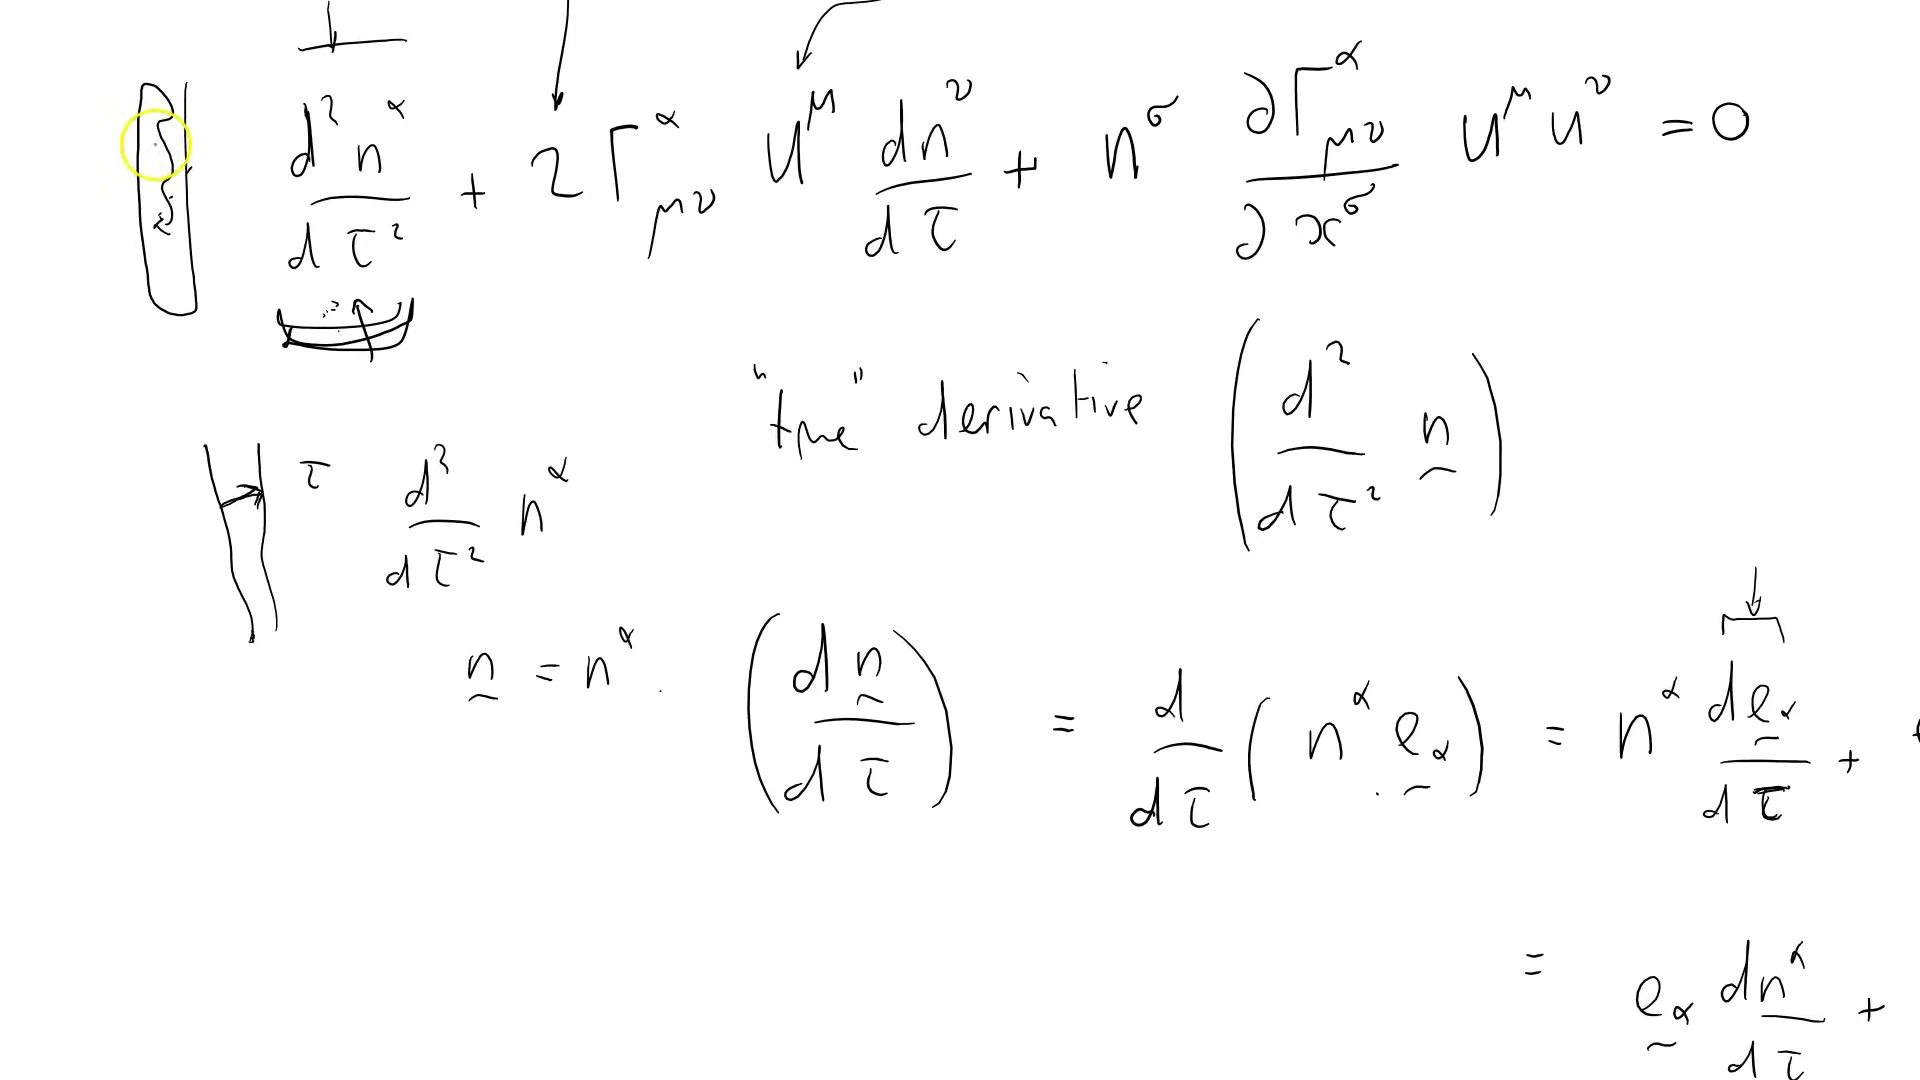 d²n^α/dτ² + 2Γ^α_μν u^μ dn^ν/dτ + n^σ ∂Γ^α_μν/∂x^σ u^μ u^ν = 0
"true" derivative (d²/dτ² n)
τ d²/dτ² n^α
n = n^α . (dn/dτ) = d/dτ (n^α e_α) = n^α de_α/dτ +
= e_α dn^α/dτ +